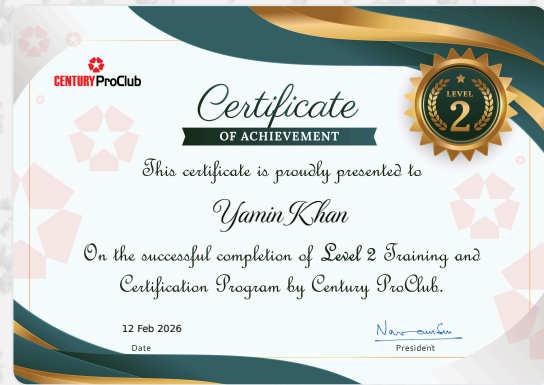 CENTURY ProClub
LEVEL
2
Certificate
OF ACHIEVEMENT
This certificate is proudly presented to
Yamin Khan
On the successful completion of Level 2 Training and
Certification Program by Century ProClub.
12 Feb 2026
Date
President